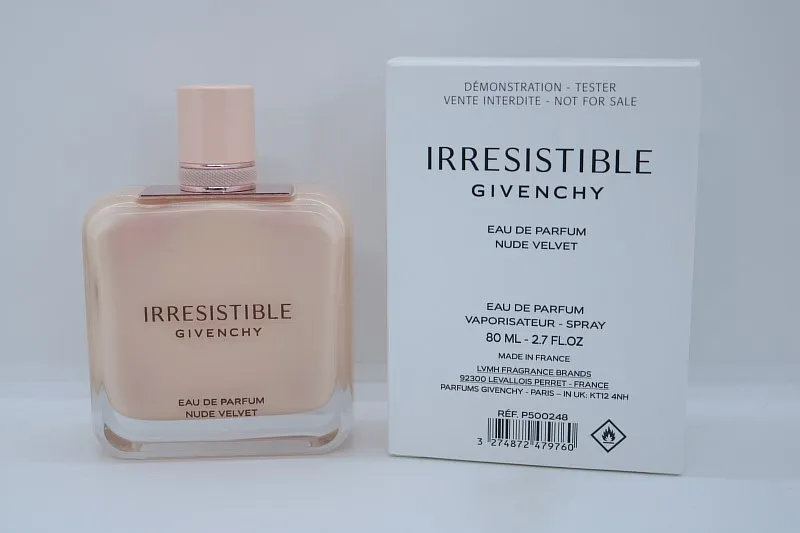 IRRESISTIBLE
GIVENCHY
EAU DE PARFUM
NUDE VELVET
DÉMONSTRATION - TESTER
VENTE INTERDITE - NOT FOR SALE
IRRESISTIBLE
GIVENCHY
EAU DE PARFUM
NUDE VELVET
EAU DE PARFUM
VAPORISATEUR - SPRAY
80 ML - 2.7 FL.OZ
MADE IN FRANCE
LVMH FRAGRANCE BRANDS
92300 LEVALLOIS PERRET - FRANCE
PARFUMS GIVENCHY - PARIS – IN UK: KT12 4NH
RÉF. P500248
3 274872 479760